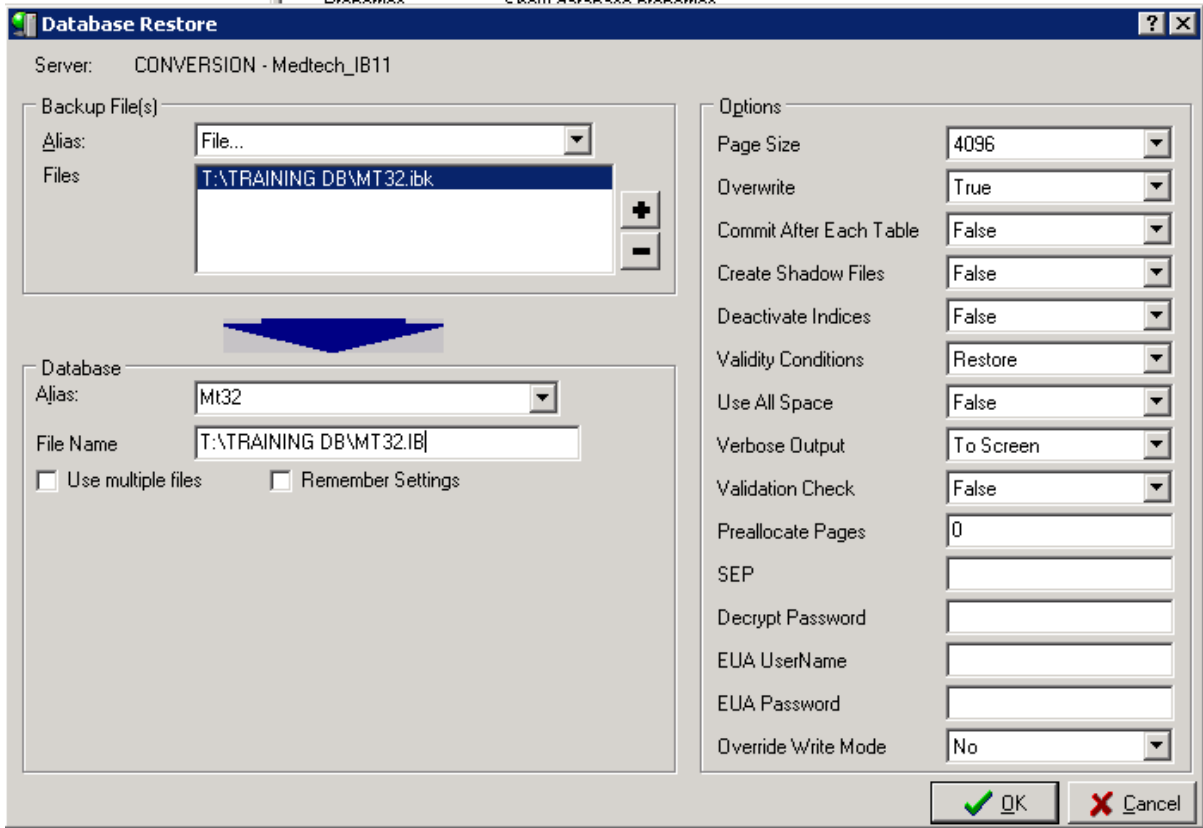 Properties Show database properties
Database Restore
Server: CONVERSION - Medtech_IB11
Backup File(s)
Alias: File...
Files T:\TRAINING DB\MT32.ibk
Database
Alias: Mt32
File Name T:\TRAINING DB\MT32.IB
Use multiple files Remember Settings
Options
Page Size 4096
Overwrite True
Commit After Each Table False
Create Shadow Files False
Deactivate Indices False
Validity Conditions Restore
Use All Space False
Verbose Output To Screen
Validation Check False
Preallocate Pages 0
SEP
Decrypt Password
EUA UserName
EUA Password
Override Write Mode No
OK Cancel